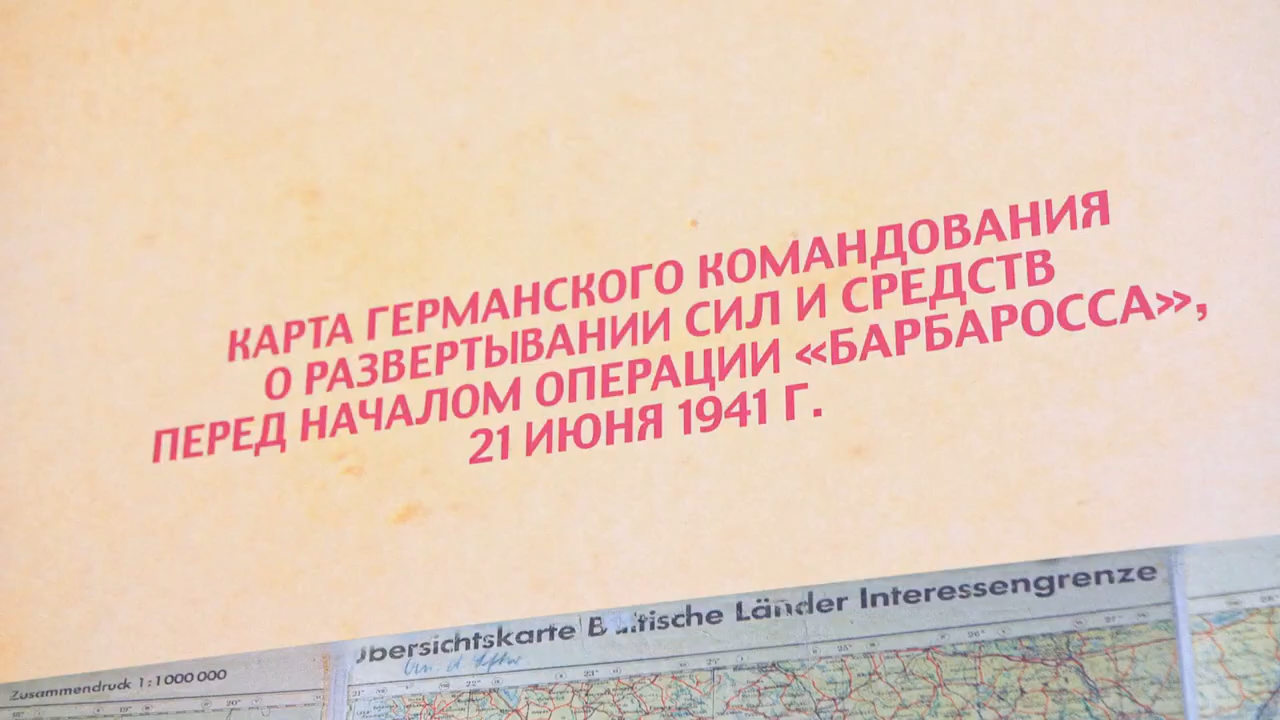 КАРТА ГЕРМАНСКОГО КОМАНДОВАНИЯ
О РАЗВЕРТЫВАНИИ СИЛ И СРЕДСТВ
ПЕРЕД НАЧАЛОМ ОПЕРАЦИИ «БАРБАРОССА»,
21 ИЮНЯ 1941 Г.
Übersichtskarte Baltische Länder Interessengrenze
Zusammendruck 1:1 000 000